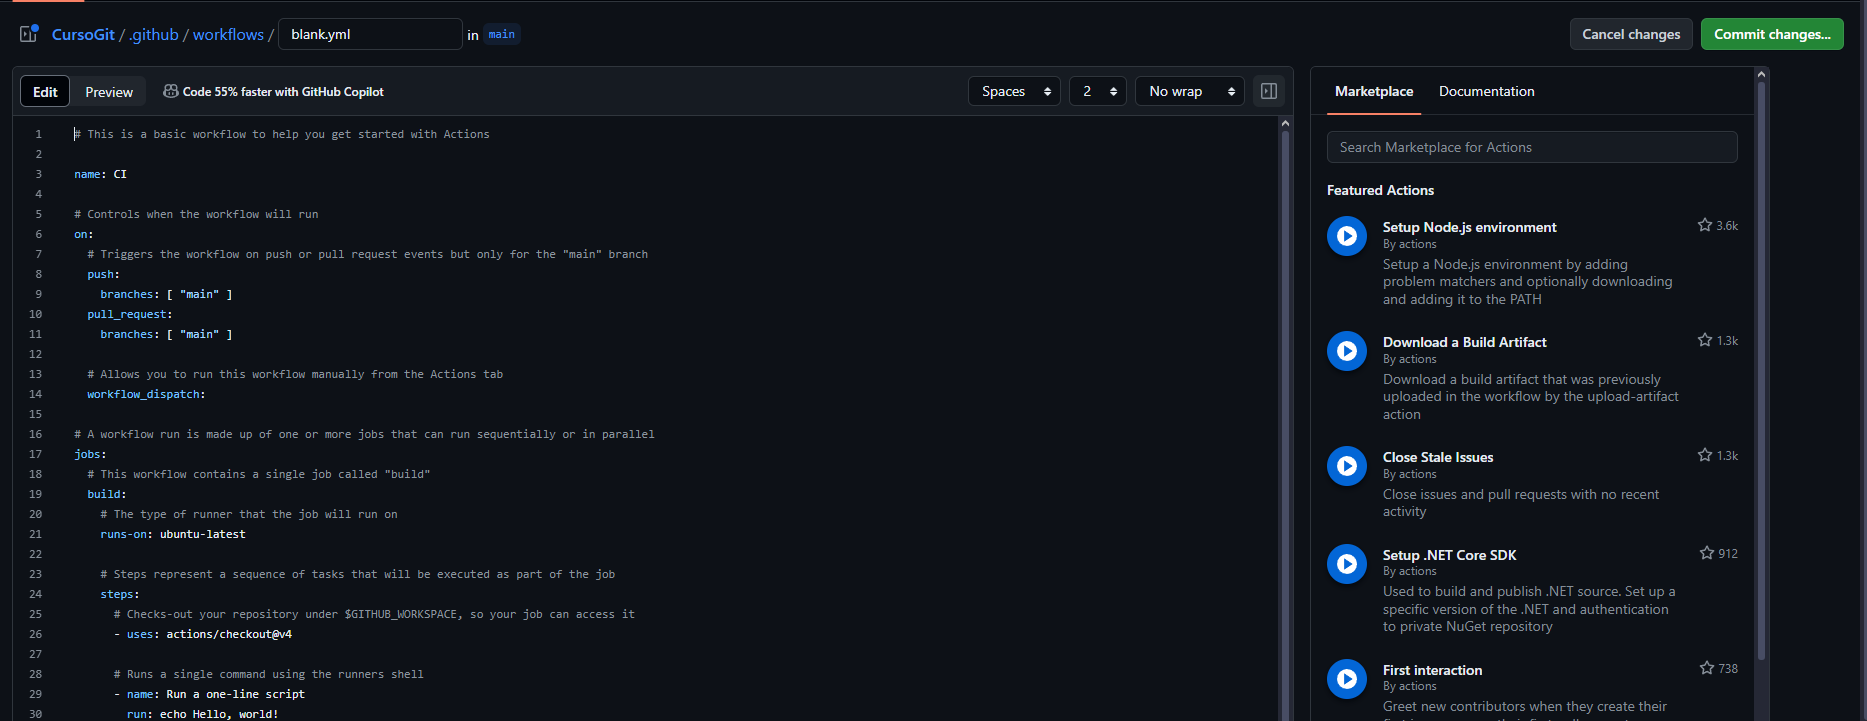 CursoGit / .github / workflows / blank.yml in main
Cancel changes
Commit changes...
Edit
Preview
Code 55% faster with GitHub Copilot
Spaces
2
No wrap
1 # This is a basic workflow to help you get started with Actions
2
3 name: CI
4
5 # Controls when the workflow will run
6 on:
7 # Triggers the workflow on push or pull request events but only for the "main" branch
8 push:
9 branches: [ "main" ]
10 pull_request:
11 branches: [ "main" ]
12
13 # Allows you to run this workflow manually from the Actions tab
14 workflow_dispatch:
15
16 # A workflow run is made up of one or more jobs that can run sequentially or in parallel
17 jobs:
18 # This workflow contains a single job called "build"
19 build:
20 # The type of runner that the job will run on
21 runs-on: ubuntu-latest
22
23 # Steps represent a sequence of tasks that will be executed as part of the job
24 steps:
25 # Checks-out your repository under $GITHUB_WORKSPACE, so your job can access it
26 - uses: actions/checkout@v4
27
28 # Runs a single command using the runners shell
29 - name: Run a one-line script
30 run: echo Hello, world!
Marketplace
Documentation
Search Marketplace for Actions
Featured Actions
Setup Node.js environment
3.6k
By actions
Setup a Node.js environment by adding
problem matchers and optionally downloading
and adding it to the PATH
Download a Build Artifact
1.3k
By actions
Download a build artifact that was previously
uploaded in the workflow by the upload-artifact
action
Close Stale Issues
1.3k
By actions
Close issues and pull requests with no recent
activity
Setup .NET Core SDK
912
By actions
Used to build and publish .NET source. Set up a
specific version of the .NET and authentication
to private NuGet repository
First interaction
738
By actions
Greet new contributors when they create their